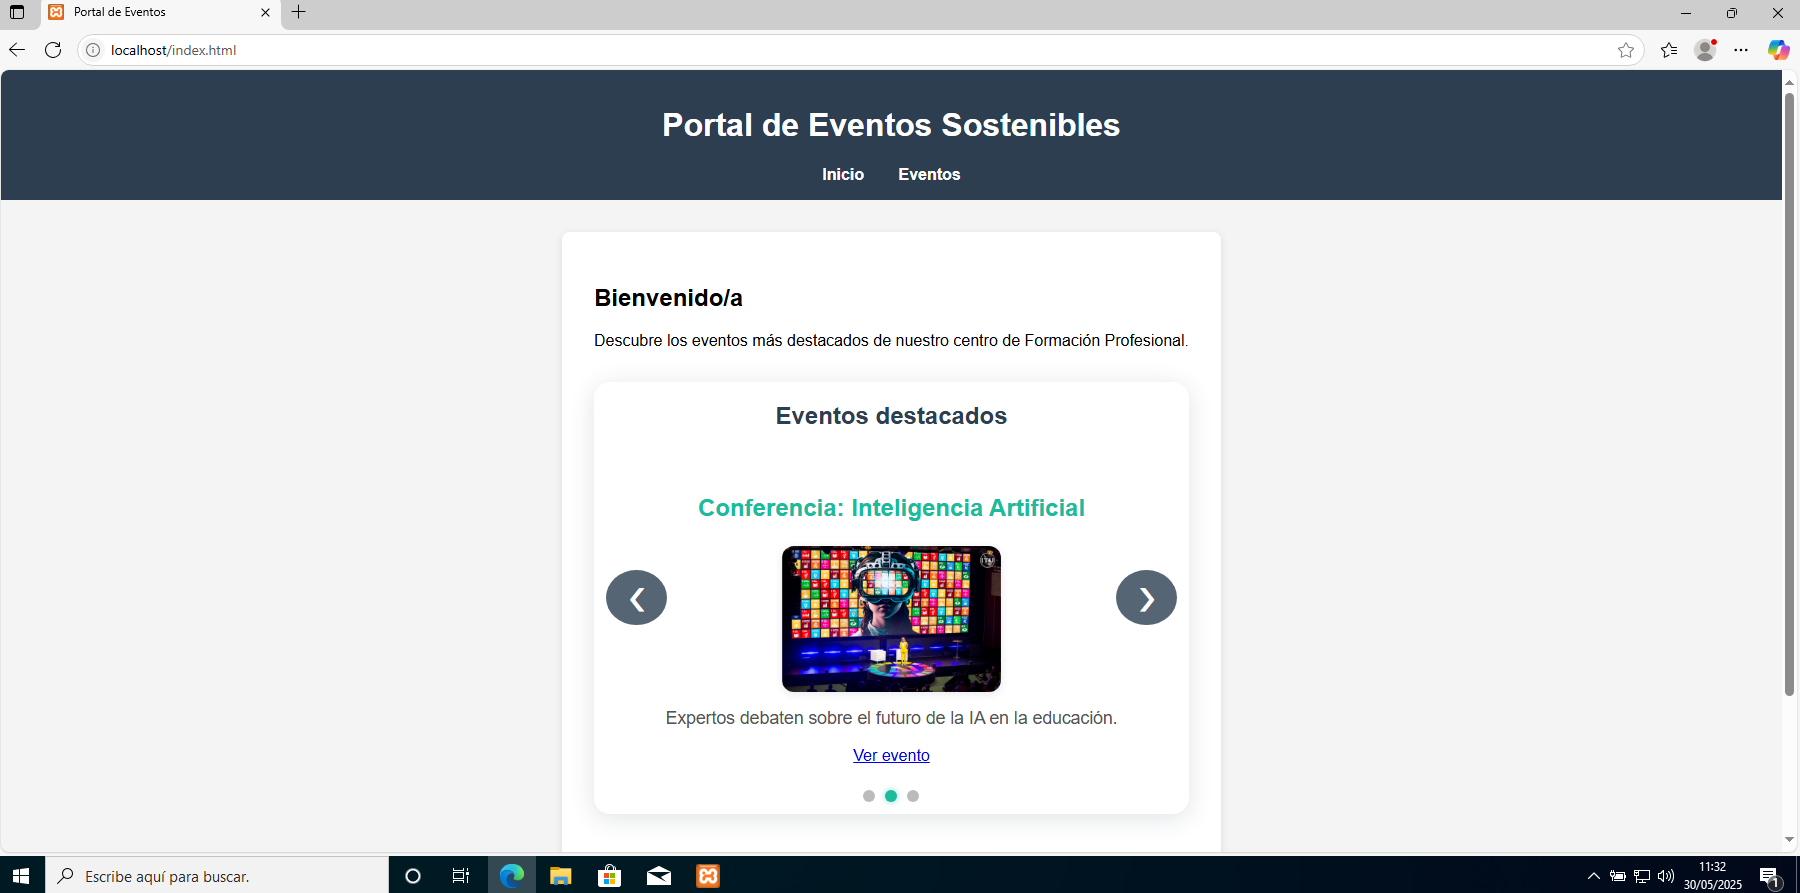 Portal de Eventos
localhost/index.html
Portal de Eventos Sostenibles
Inicio Eventos
Bienvenido/a
Descubre los eventos más destacados de nuestro centro de Formación Profesional.
Eventos destacados
Conferencia: Inteligencia Artificial
❮ ❯
Expertos debaten sobre el futuro de la IA en la educación.
Ver evento
Escribe aquí para buscar.
11:32
30/05/2025
1